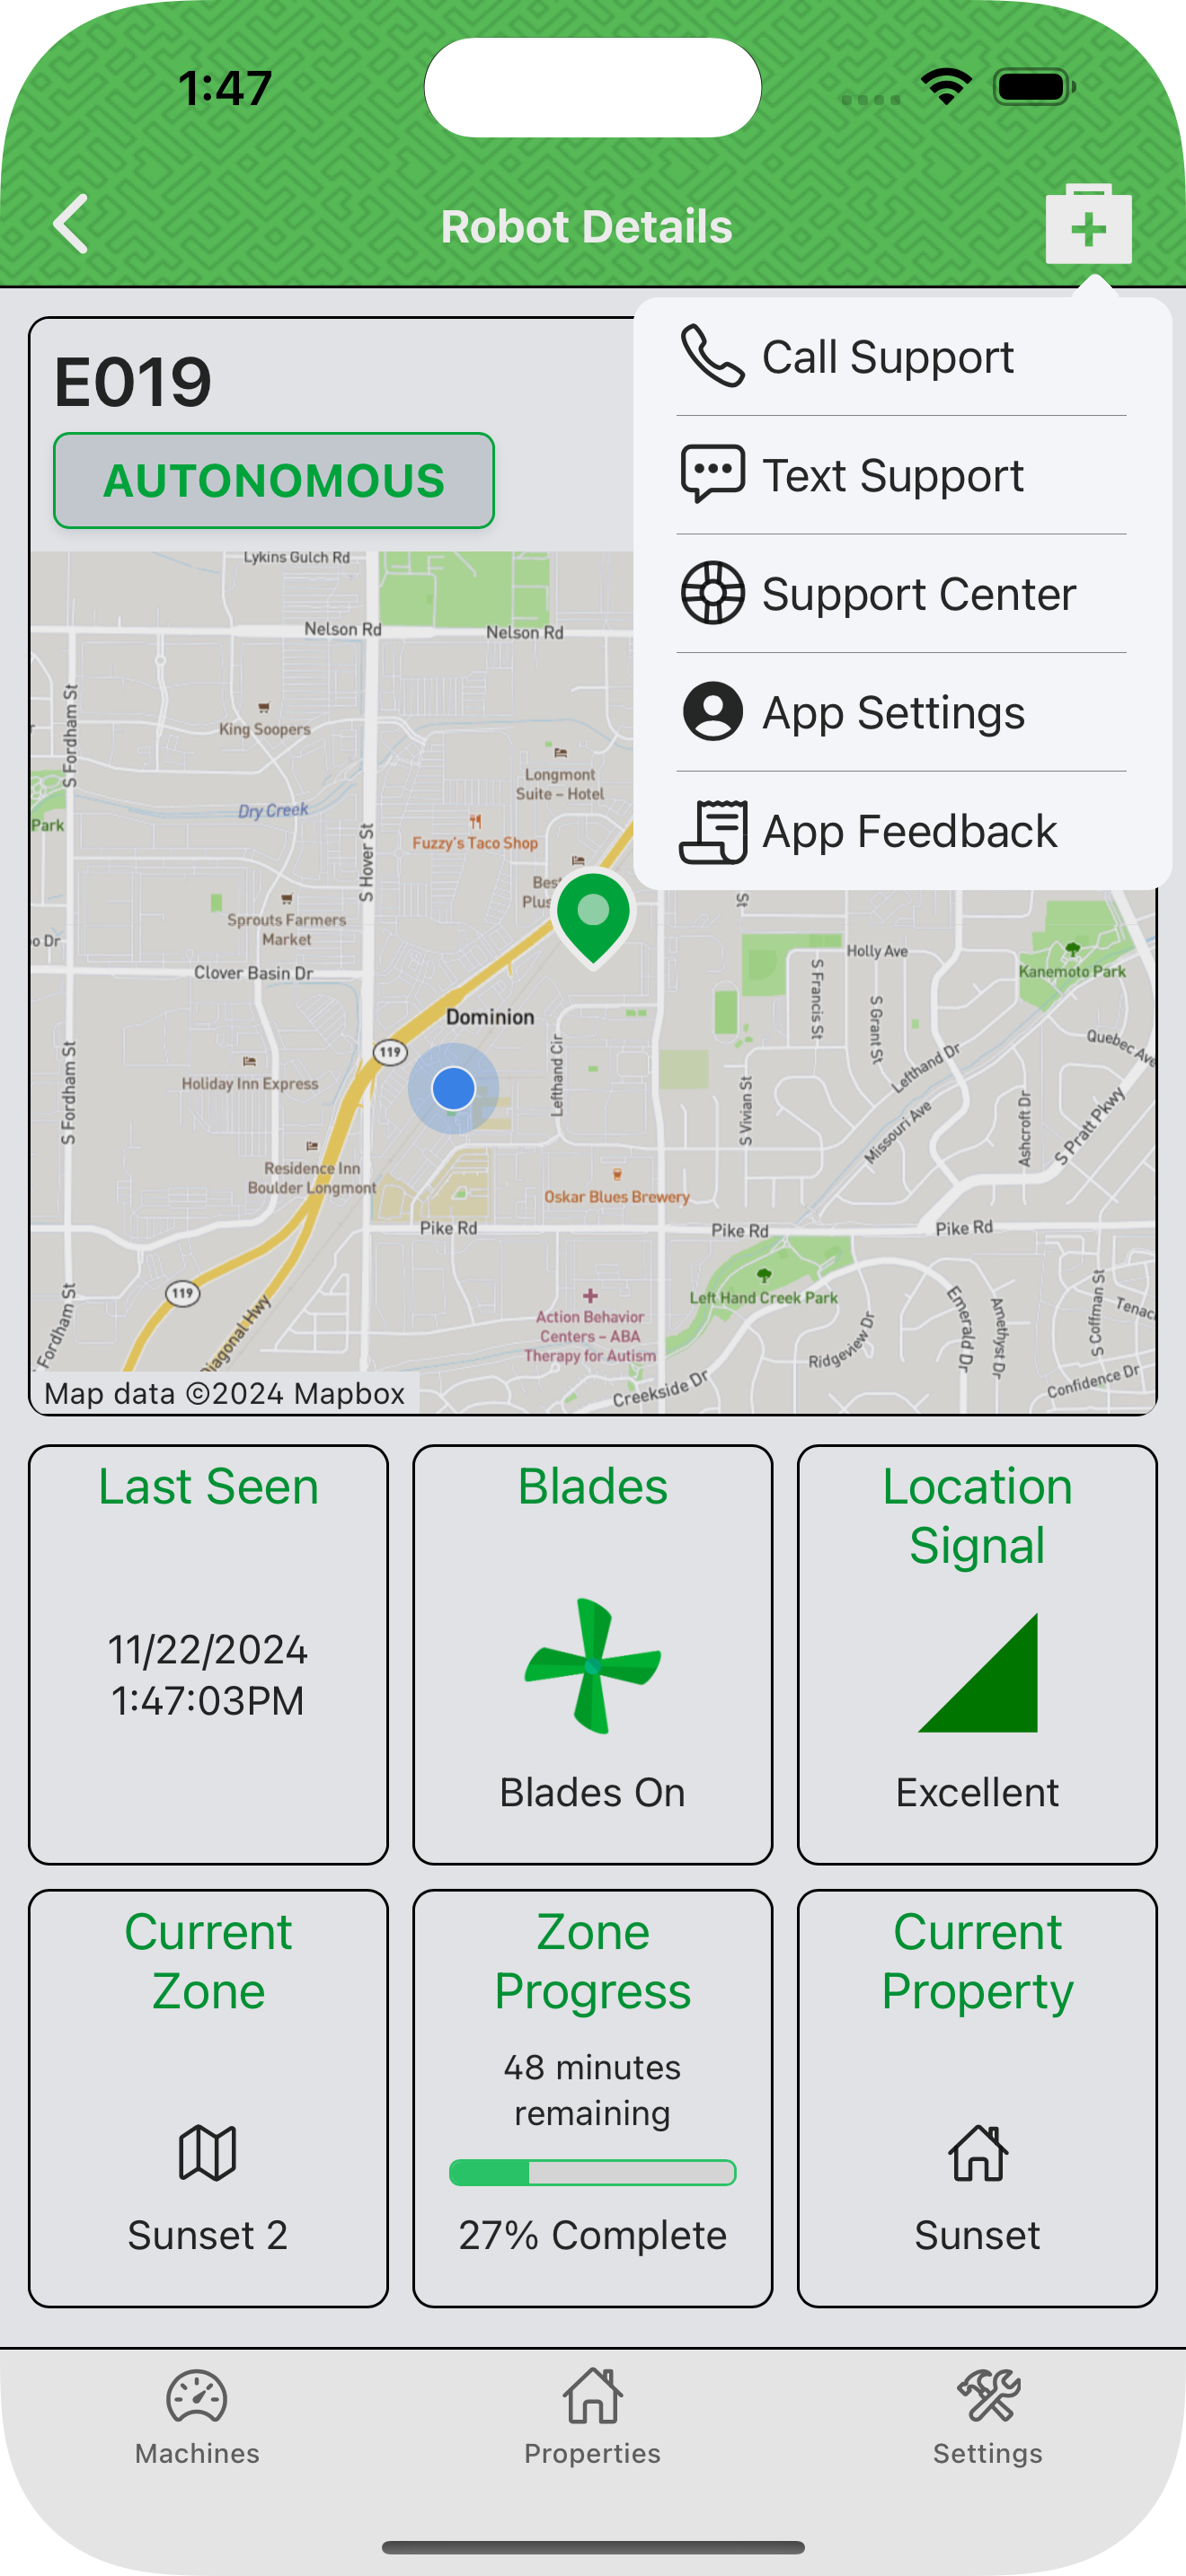 1:47
Robot Details
E019
AUTONOMOUS
Call Support
Text Support
Support Center
App Settings
App Feedback
Lykins Gulch Rd
Nelson Rd
Nelson Rd
S Fordham St
King Soopers
Longmont
Suite – Hotel
Dry Creek
Park
Fuzzy's Taco Shop
S Hover St
Bes
Plus
St
Sprouts Farmers
Market
o Dr
Holly Ave
Clover Basin Dr
S Francis St
Kanemoto Park
S Grant St
Dominion
119
Quebec Ave
Lefthand Cir
Lefthand Dr
Holiday Inn Express
S Fordham St
S Vivian St
Missouri Ave
Ashcroft Dr
S Pratt Pkwy
Residence Inn
Boulder Longmont
Oskar Blues Brewery
Pike Rd
Pike Rd
Pike Rd
119
Left Hand Creek Park
Action Behavior
Centers – ABA
Therapy for Autism
Fordham St
Diagonal Hwy
Ridgeview Dr
Emerald Dr
Amethyst Dr
S Coffman St
Tenac
Creekside Dr
Confidence Dr
Map data ©2024 Mapbox
Last Seen
11/22/2024
1:47:03PM
Blades
Blades On
Location
Signal
Excellent
Current
Zone
Sunset 2
Zone
Progress
48 minutes
remaining
27% Complete
Current
Property
Sunset
Machines
Properties
Settings